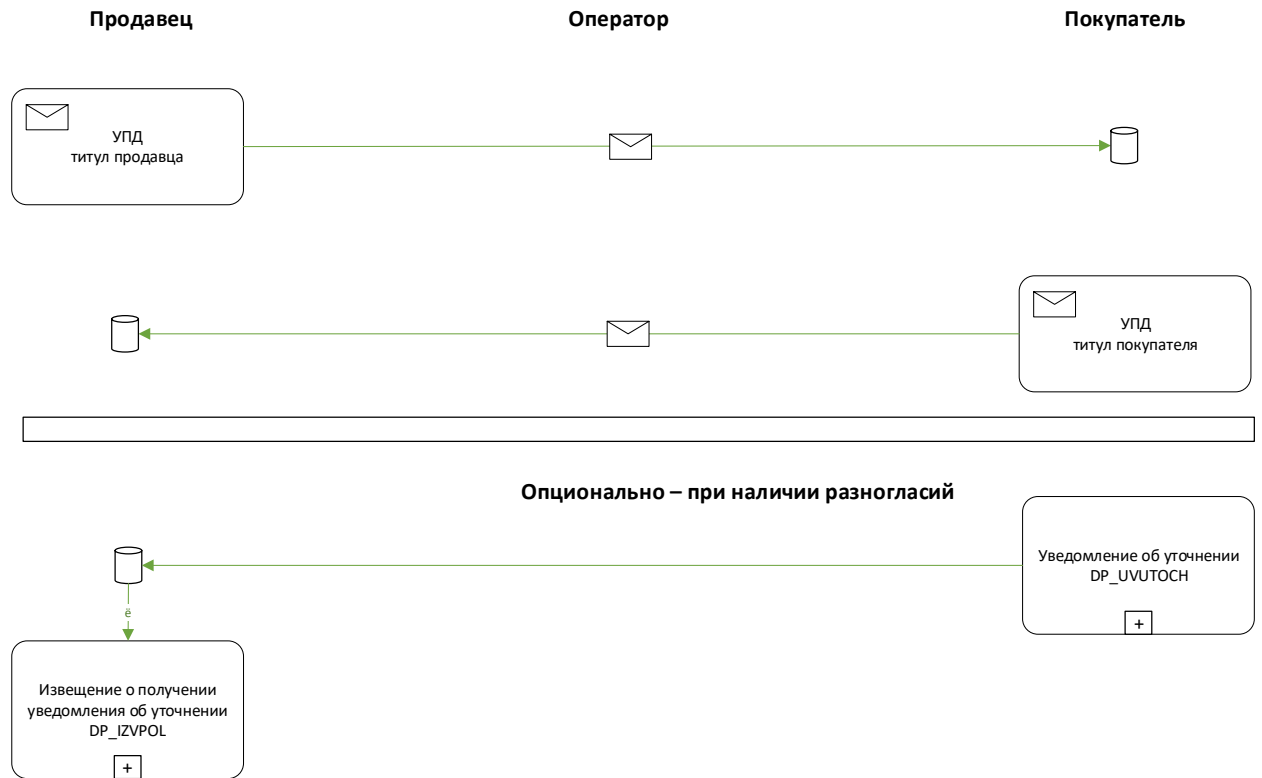 Продавец
Оператор
Покупатель
УПД
титул продавца
УПД
титул покупателя
Опционально – при наличии разногласий
Уведомление об уточнении
DP_UVUTOCH
+
ё
Извещение о получении
уведомления об уточнении
DP_IZVPOL
+